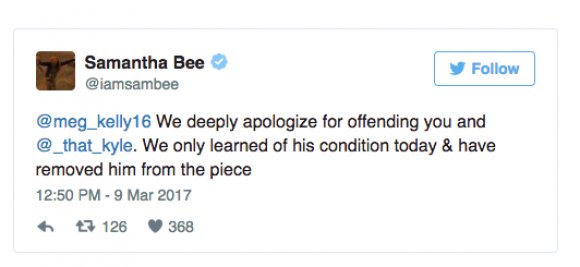 Samantha Bee
@iamsambee
Follow
@meg_kelly16 We deeply apologize for offending you and
@_that_kyle. We only learned of his condition today & have
removed him from the piece
12:50 PM - 9 Mar 2017
126 368